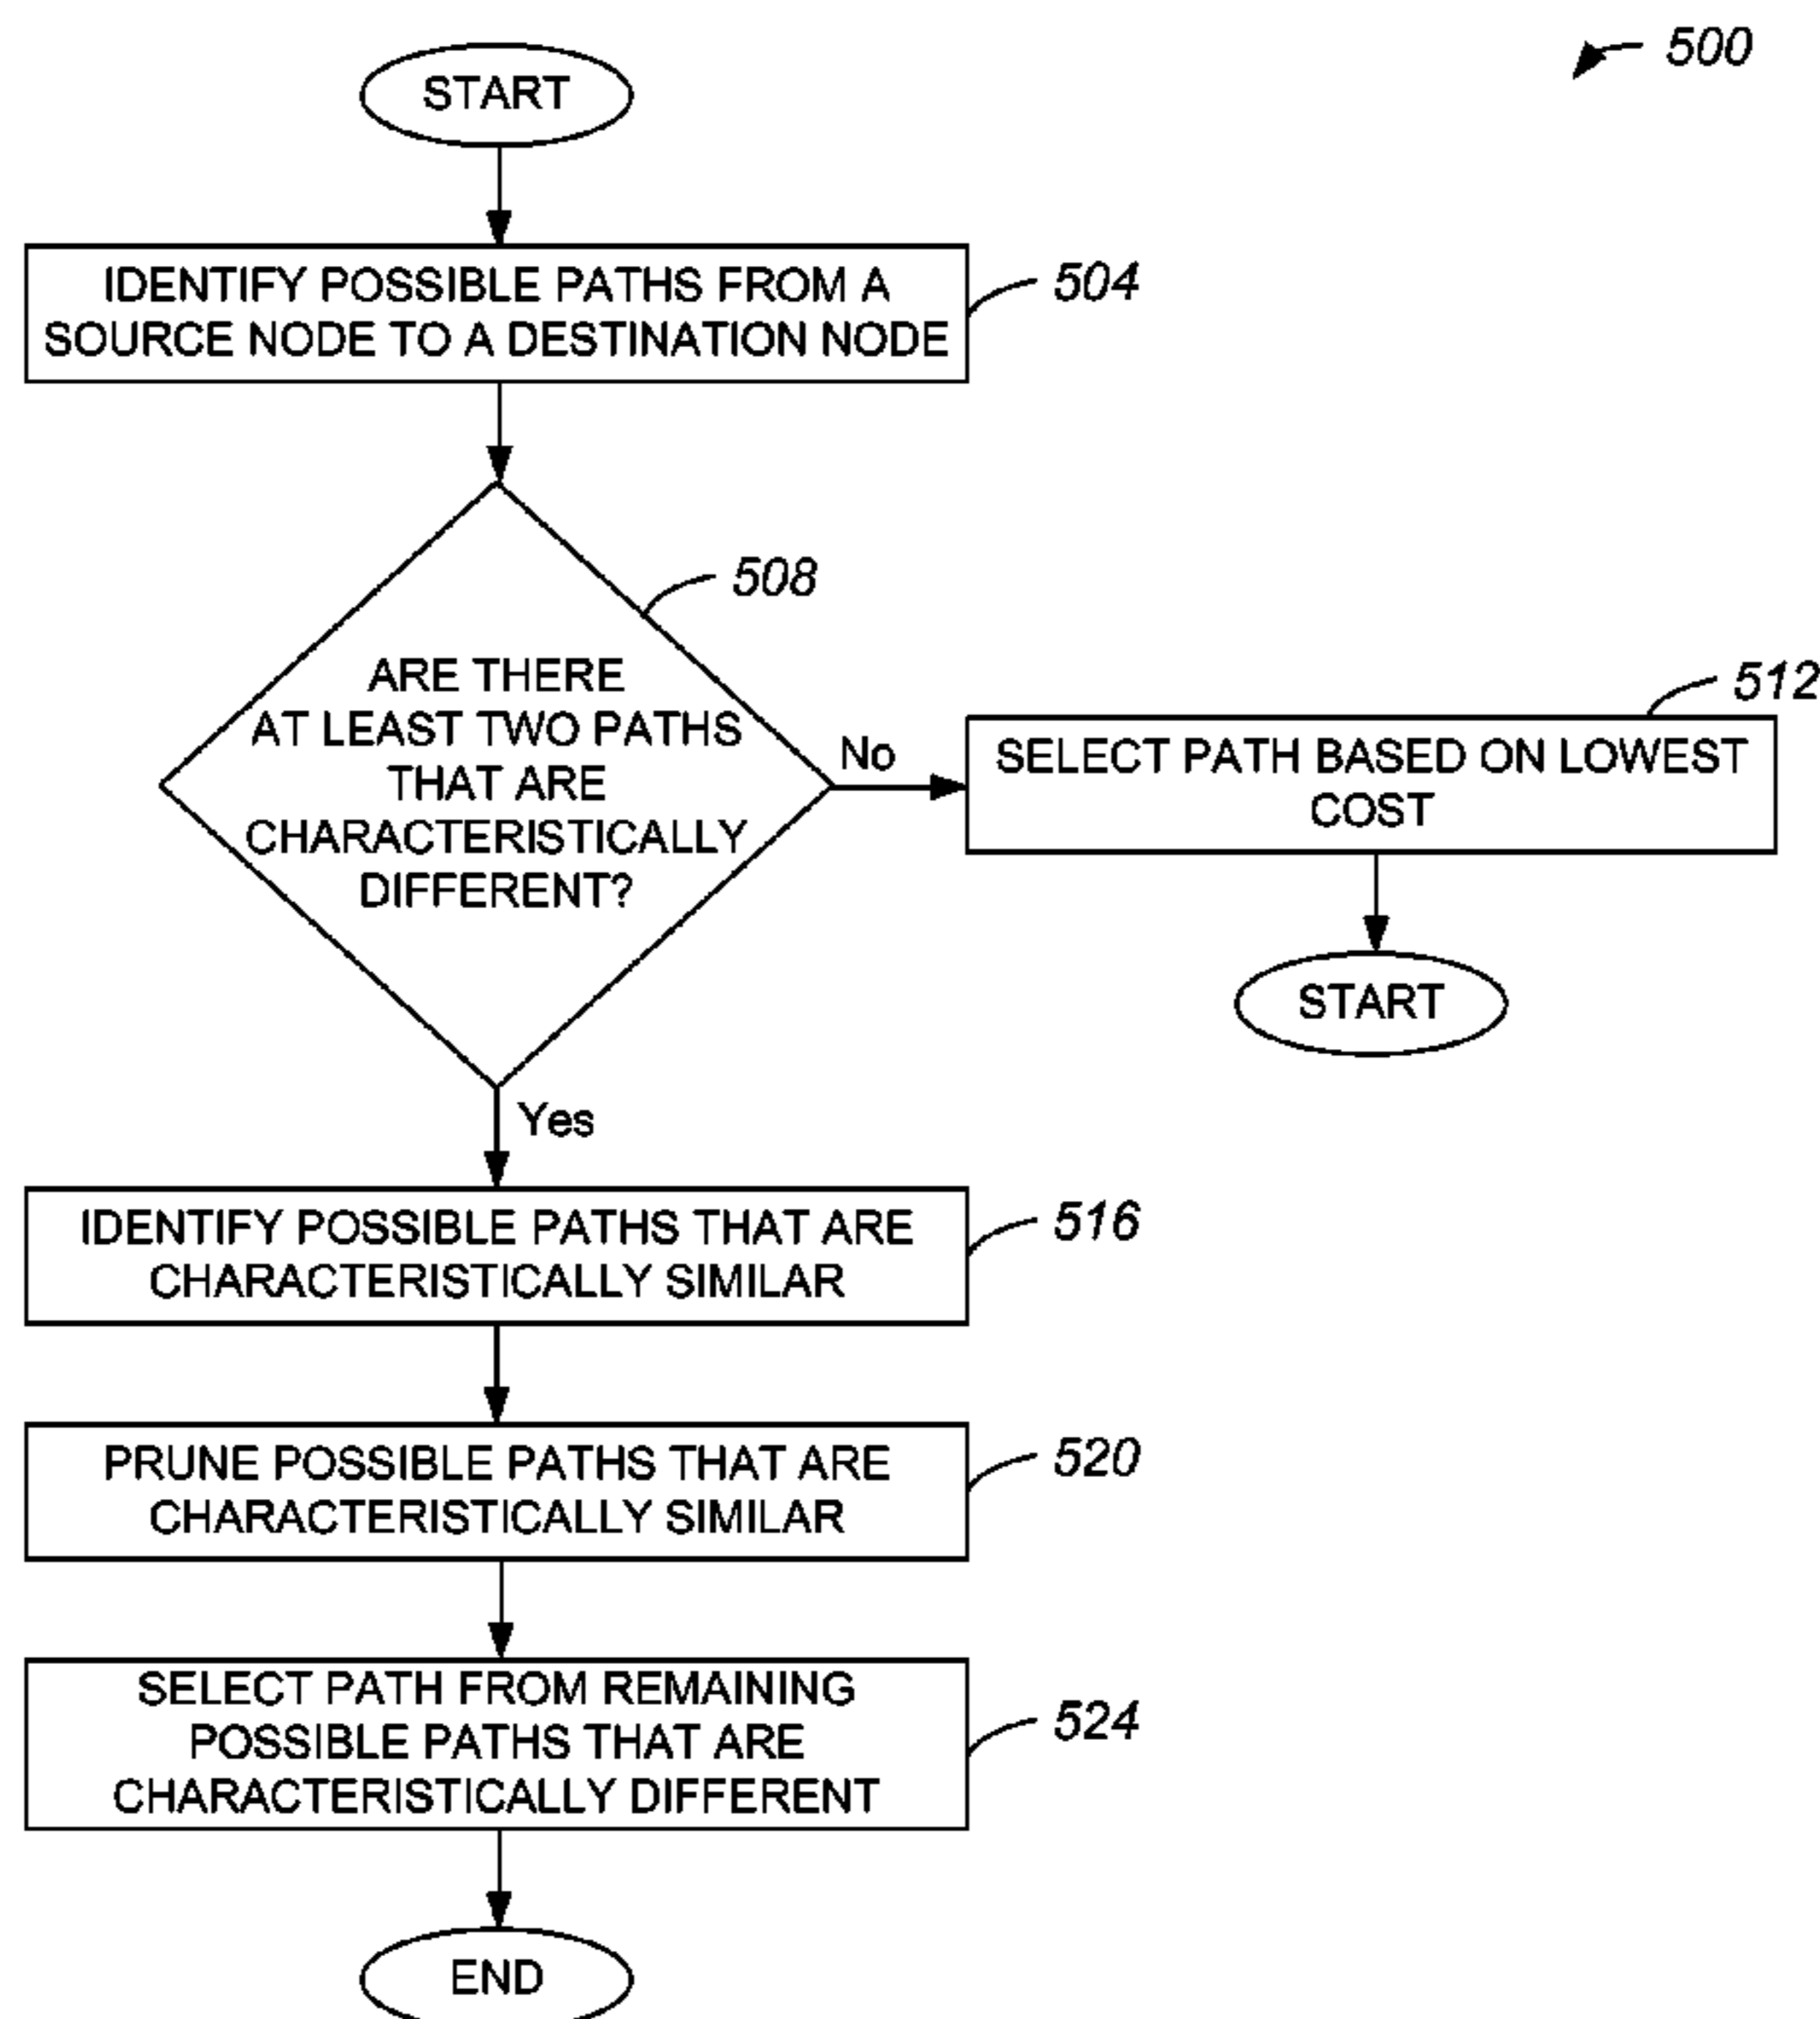 500
START
IDENTIFY POSSIBLE PATHS FROM A
SOURCE NODE TO A DESTINATION NODE
504
508
ARE THERE
AT LEAST TWO PATHS
THAT ARE
CHARACTERISTICALLY
DIFFERENT?
No
512
SELECT PATH BASED ON LOWEST
COST
START
Yes
IDENTIFY POSSIBLE PATHS THAT ARE
CHARACTERISTICALLY SIMILAR
516
PRUNE POSSIBLE PATHS THAT ARE
CHARACTERISTICALLY SIMILAR
520
SELECT PATH FROM REMAINING
POSSIBLE PATHS THAT ARE
CHARACTERISTICALLY DIFFERENT
524
END